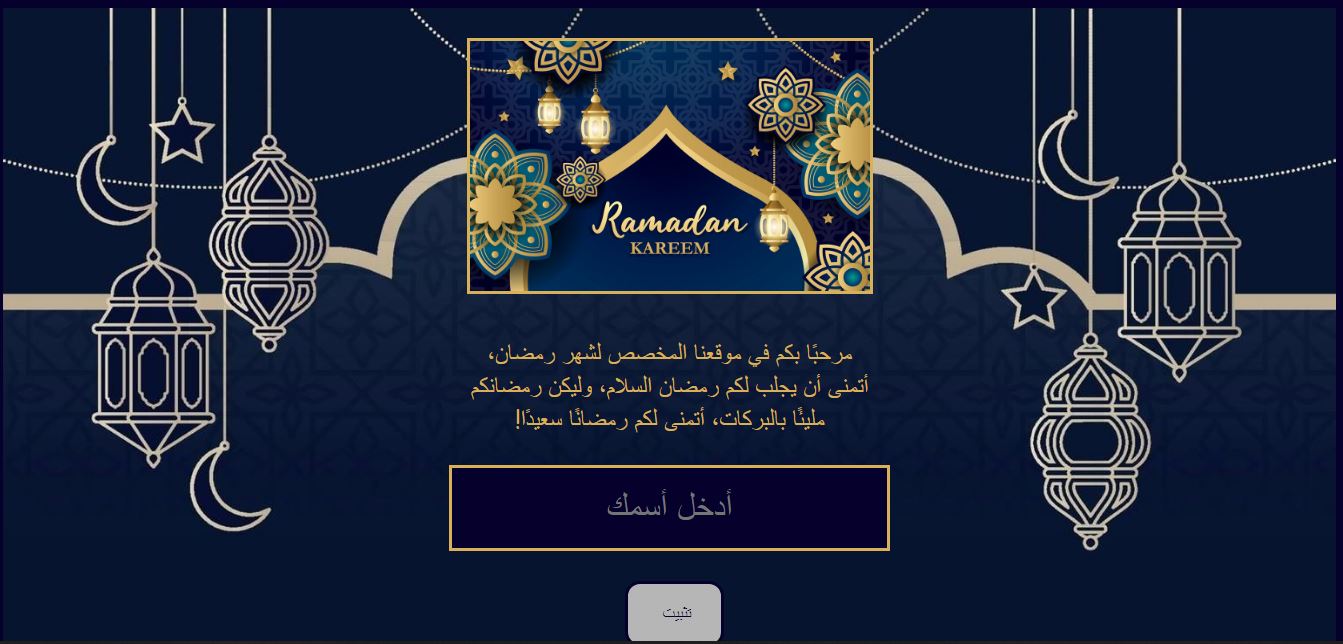 Ramadan
KAREEM
مرحبًا بكم في موقعنا المخصص لشهر رمضان،
أتمنى أن يجلب لكم رمضان السلام، وليكن رمضانكم
مليئًا بالبركات، أتمنى لكم رمضانًا سعيدًا!
أدخل أسمك
تثبيت